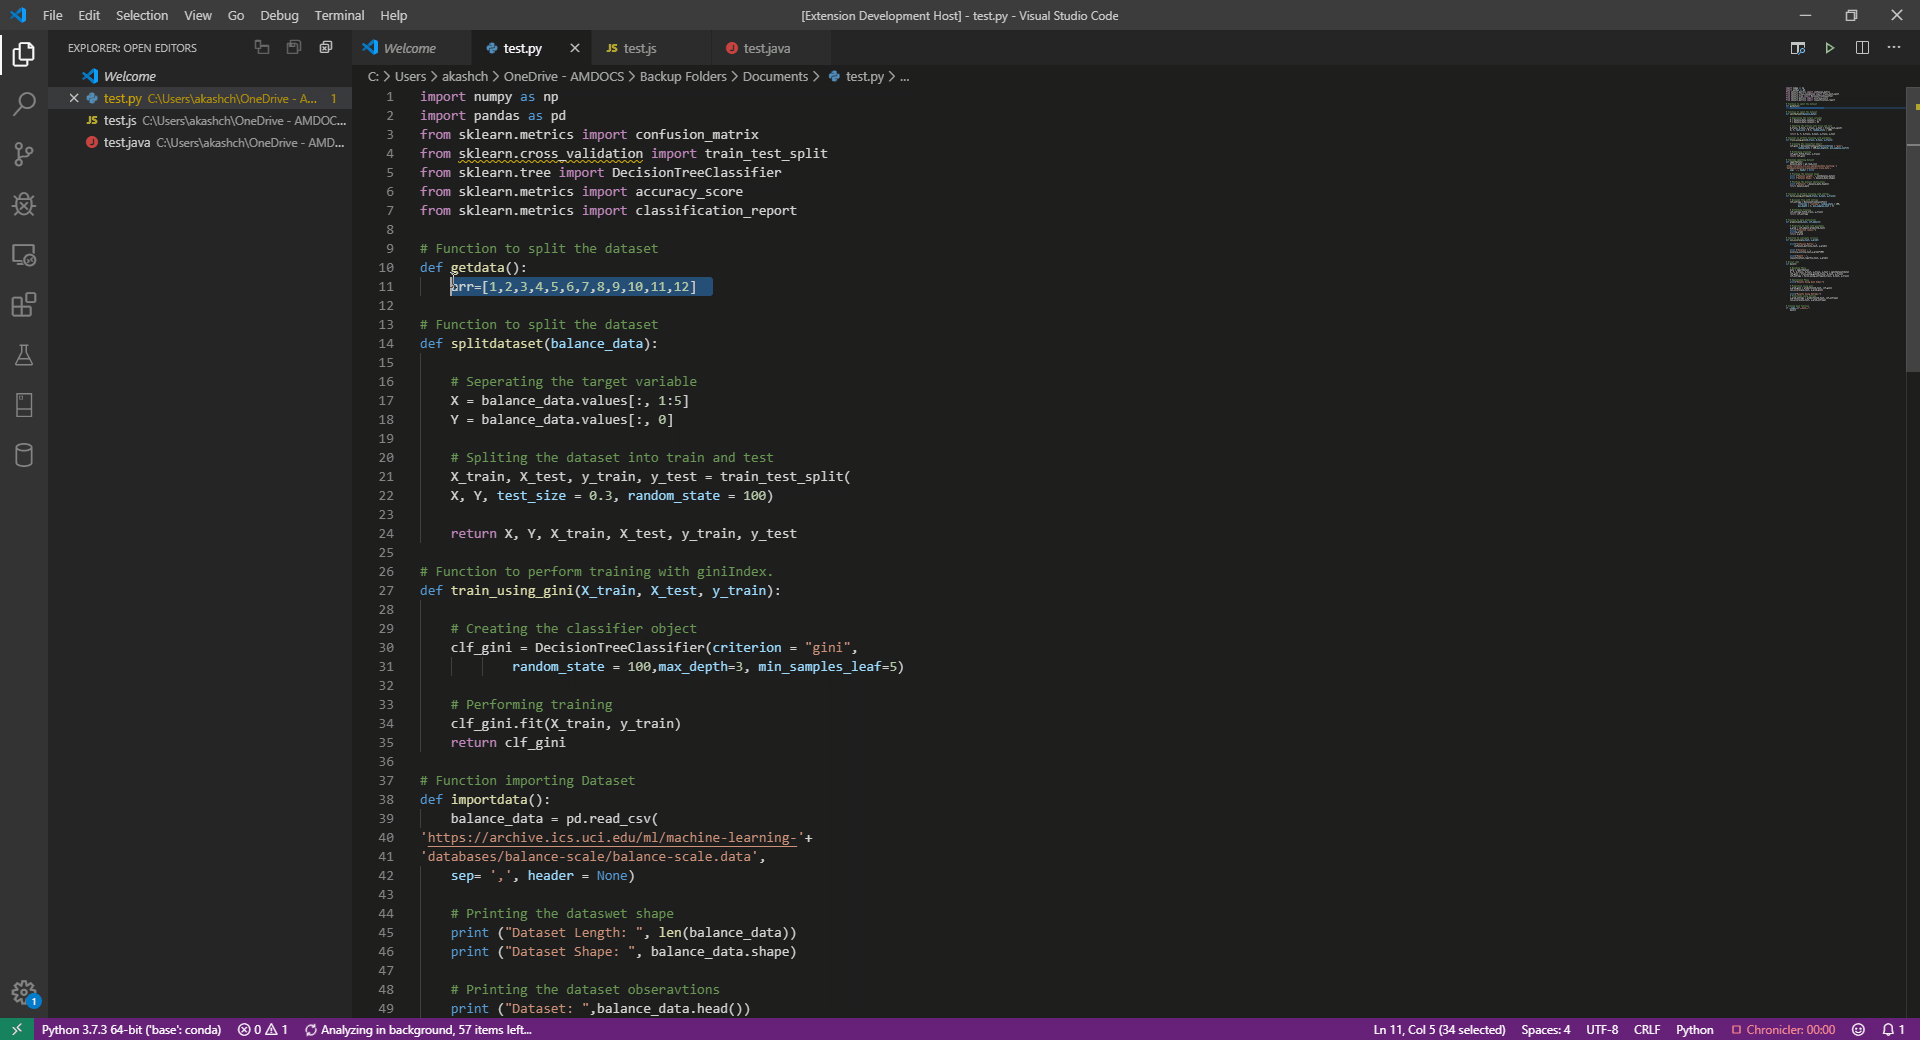 File Edit Selection View Go Debug Terminal Help
[Extension Development Host] - test.py - Visual Studio Code
EXPLORER: OPEN EDITORS
Welcome
test.py C:\Users\akashch\OneDrive - A... 1
JS test.js C:\Users\akashch\OneDrive - AMDOC...
J test.java C:\Users\akashch\OneDrive - AMD...
Welcome test.py JS test.js J test.java
C: > Users > akashch > OneDrive - AMDOCS > Backup Folders > Documents > test.py > ...
1 import numpy as np
2 import pandas as pd
3 from sklearn.metrics import confusion_matrix
4 from sklearn.cross_validation import train_test_split
5 from sklearn.tree import DecisionTreeClassifier
6 from sklearn.metrics import accuracy_score
7 from sklearn.metrics import classification_report
8
9 # Function to split the dataset
10 def getdata():
11 arr=[1,2,3,4,5,6,7,8,9,10,11,12]
12
13 # Function to split the dataset
14 def splitdataset(balance_data):
15
16 # Seperating the target variable
17 X = balance_data.values[:, 1:5]
18 Y = balance_data.values[:, 0]
19
20 # Spliting the dataset into train and test
21 X_train, X_test, y_train, y_test = train_test_split(
22 X, Y, test_size = 0.3, random_state = 100)
23
24 return X, Y, X_train, X_test, y_train, y_test
25
26 # Function to perform training with giniIndex.
27 def train_using_gini(X_train, X_test, y_train):
28
29 # Creating the classifier object
30 clf_gini = DecisionTreeClassifier(criterion = "gini",
31 random_state = 100,max_depth=3, min_samples_leaf=5)
32
33 # Performing training
34 clf_gini.fit(X_train, y_train)
35 return clf_gini
36
37 # Function importing Dataset
38 def importdata():
39 balance_data = pd.read_csv(
40 'https://archive.ics.uci.edu/ml/machine-learning-'+
41 'databases/balance-scale/balance-scale.data',
42 sep= ',', header = None)
43
44 # Printing the dataswet shape
45 print ("Dataset Length: ", len(balance_data))
46 print ("Dataset Shape: ", balance_data.shape)
47
48 # Printing the dataset obseravtions
49 print ("Dataset: ",balance_data.head())
1
Python 3.7.3 64-bit ('base': conda) 0 1 Analyzing in background, 57 items left...
Ln 11, Col 5 (34 selected) Spaces: 4 UTF-8 CRLF Python Chronicler: 00:00 1